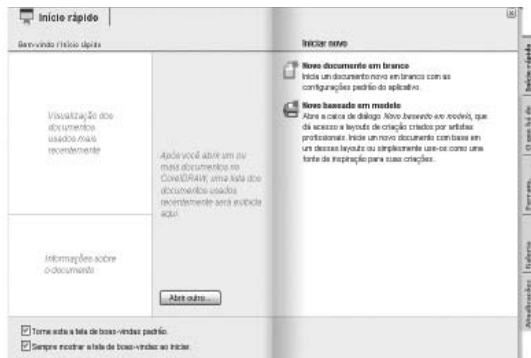 Início rápido
Bem-vindo / Início rápido
Visualização dos
documentos
usados mais
recentemente
Informações sobre
o documento
Após você abrir um ou
mais documentos no
CorelDRAW, uma lista dos
documentos usados
recentemente será exibida
aqui.
Abrir outro...
Torne esta a tela de boas-vindas padrão.
Sempre mostrar a tela de boas-vindas ao iniciar.
Iniciar novo
Novo documento em branco
Inicia um documento novo em branco com as
configurações padrão do aplicativo.
Novo baseado em modelo
Abre a caixa de diálogo Novo baseado em modelo, que
dá acesso a layouts de criação criados por artistas
profissionais. Inicie um novo documento com base em
um desses layouts ou simplesmente use-os como uma
fonte de inspiração para suas criações.
Início rápido
O que há de
Galeria
Atualizações